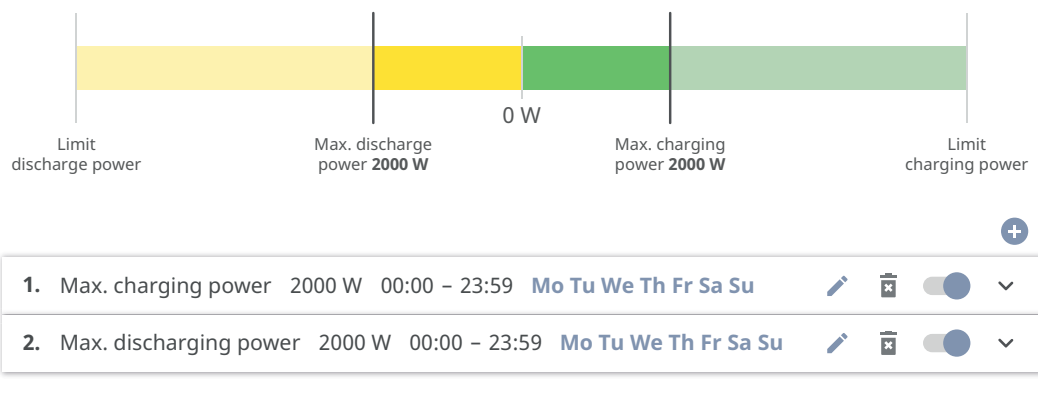 0 W
Limit
discharge power
Max. discharge
power 2000 W
Max. charging
power 2000 W
Limit
charging power
1. Max. charging power 2000 W 00:00 – 23:59 Mo Tu We Th Fr Sa Su
2. Max. discharging power 2000 W 00:00 – 23:59 Mo Tu We Th Fr Sa Su